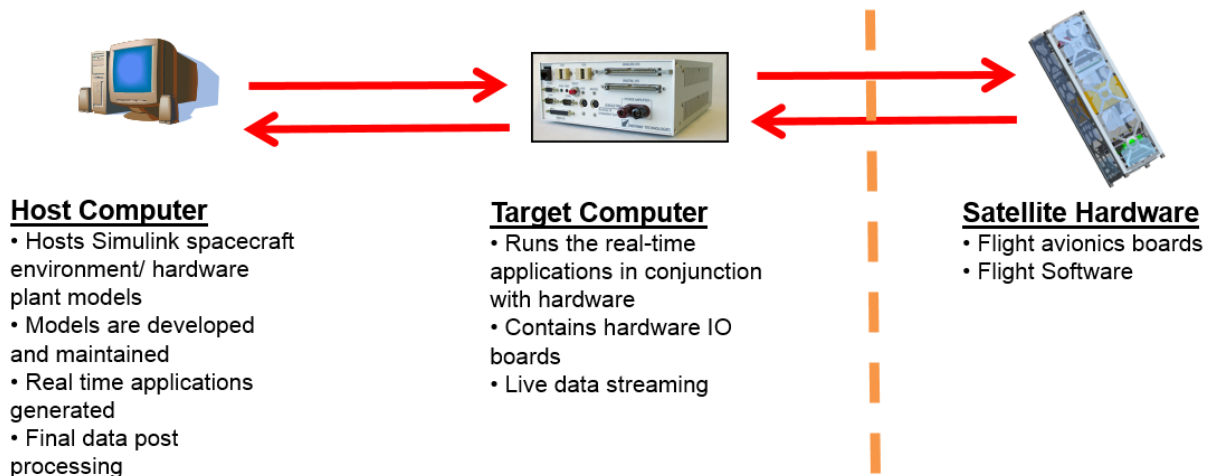 Host Computer
• Hosts Simulink spacecraft
environment/ hardware
plant models
• Models are developed
and maintained
• Real time applications
generated
• Final data post
processing
Target Computer
• Runs the real-time
applications in conjunction
with hardware
• Contains hardware IO
boards
• Live data streaming
Satellite Hardware
• Flight avionics boards
• Flight Software